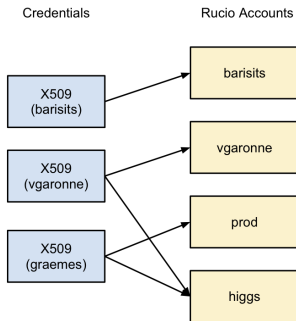 Credentials
Rucio Accounts
X509
(barisits)
X509
(vgaronne)
X509
(graemes)
barisits
vgaronne
prod
higgs